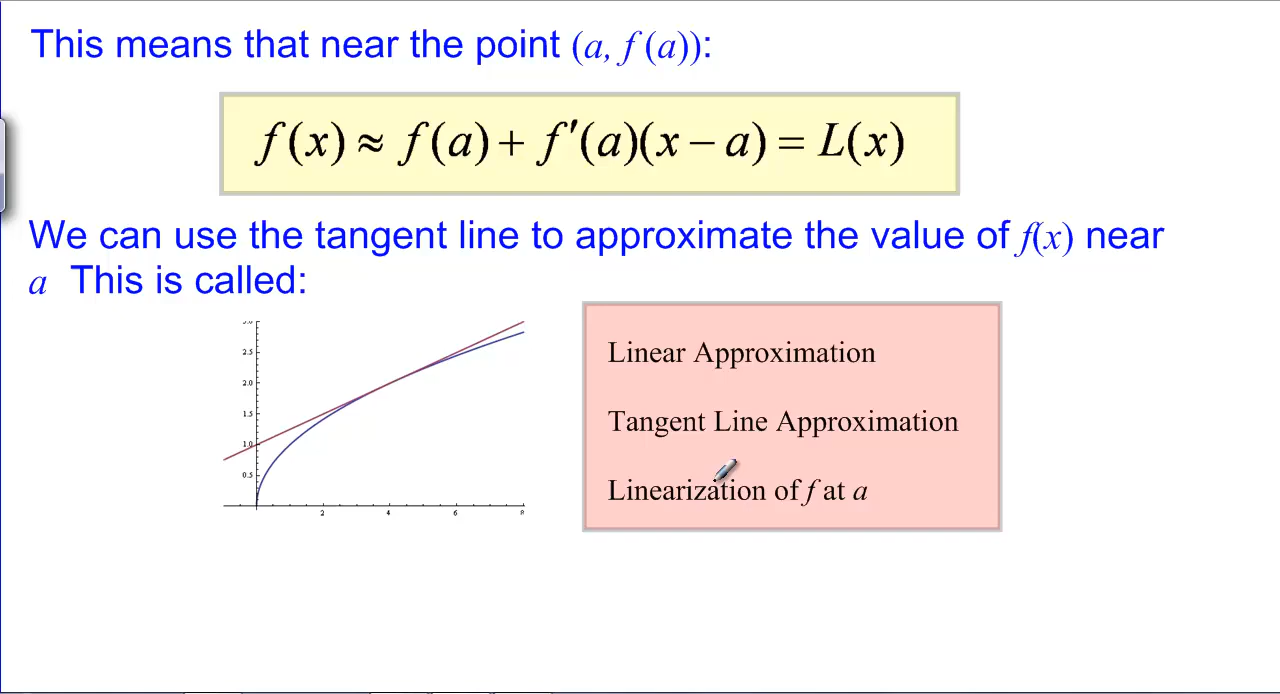 This means that near the point (a, f (a)):
f(x) ≈ f(a) + f′(a)(x − a) = L(x)
We can use the tangent line to approximate the value of f(x) near
a This is called:
3.0
2.5
2.0
1.5
1.0
0.5
2 4 6 8
Linear Approximation
Tangent Line Approximation
Linearization of f at a